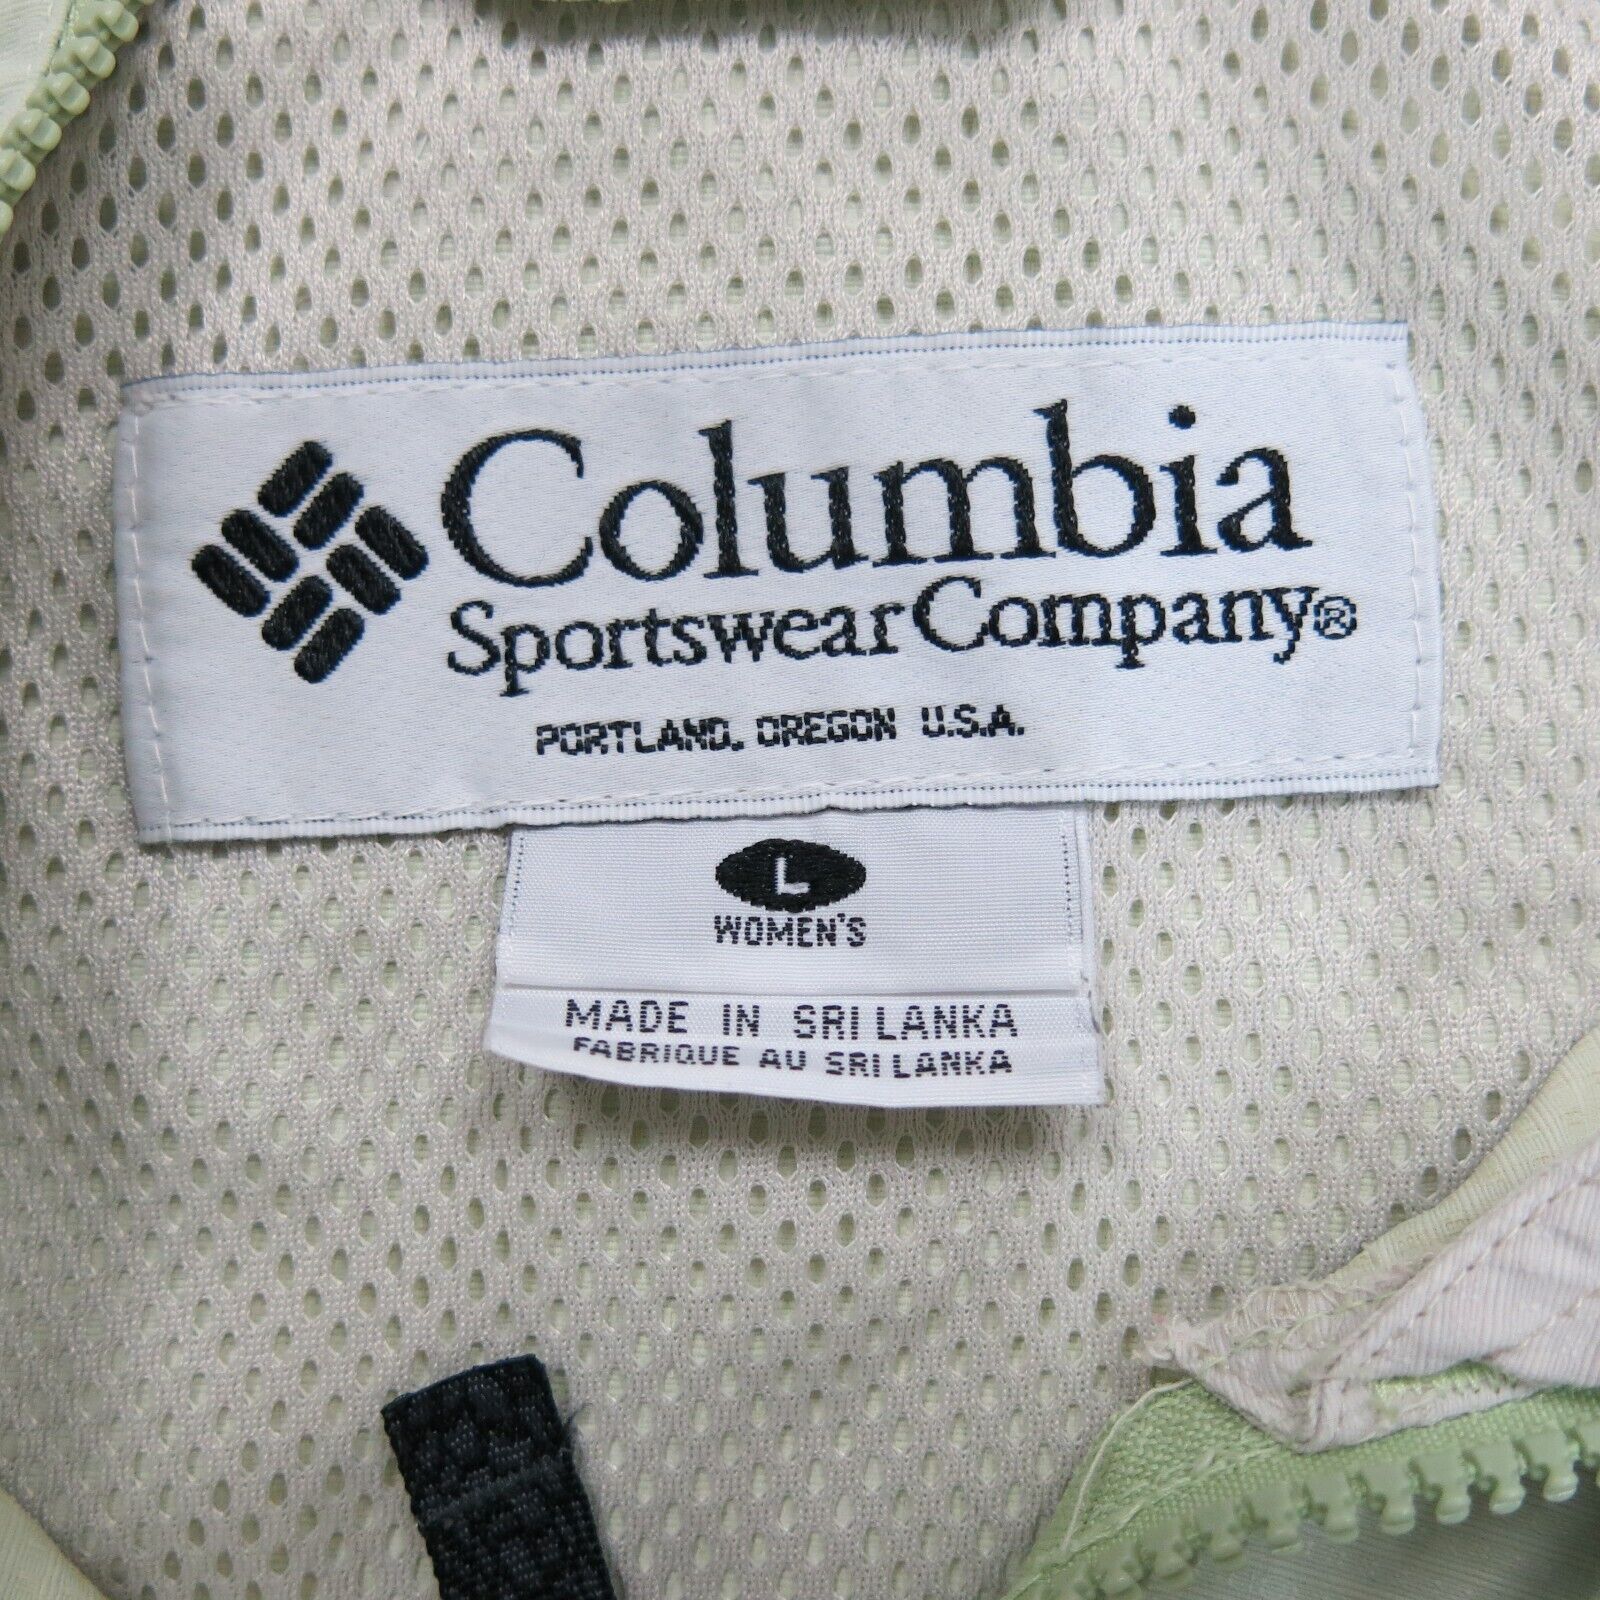 Columbia
Sportswear Company®
PORTLAND, OREGON U.S.A.
L
WOMEN'S
MADE IN SRI LANKA
FABRIQUE AU SRI LANKA